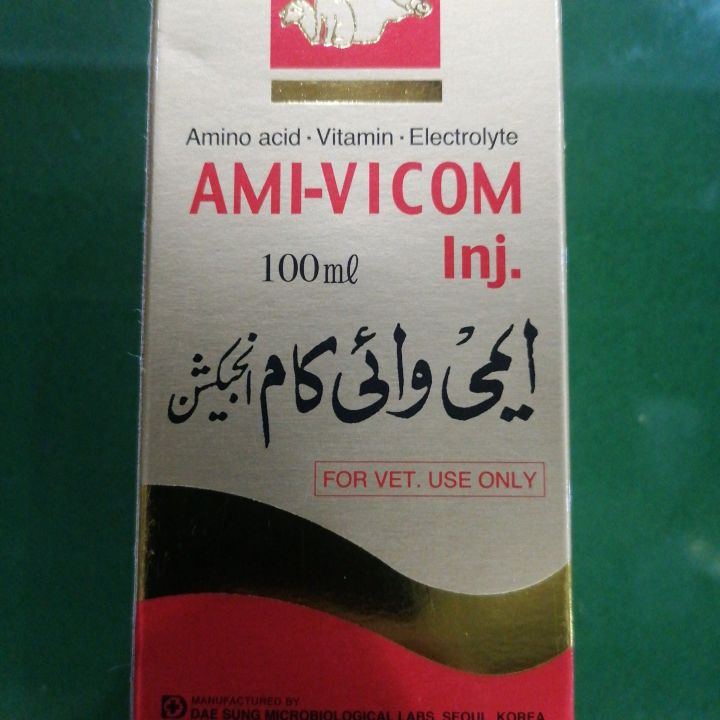 Amino acid · Vitamin · Electrolyte
AMI-VICOM
Inj.
100㎖
ایمی وائی کام انجیکشن
FOR VET. USE ONLY
MANUFACTURED BY
DAE SUNG MICROBIOLOGICAL LABS. SEOUL, KOREA